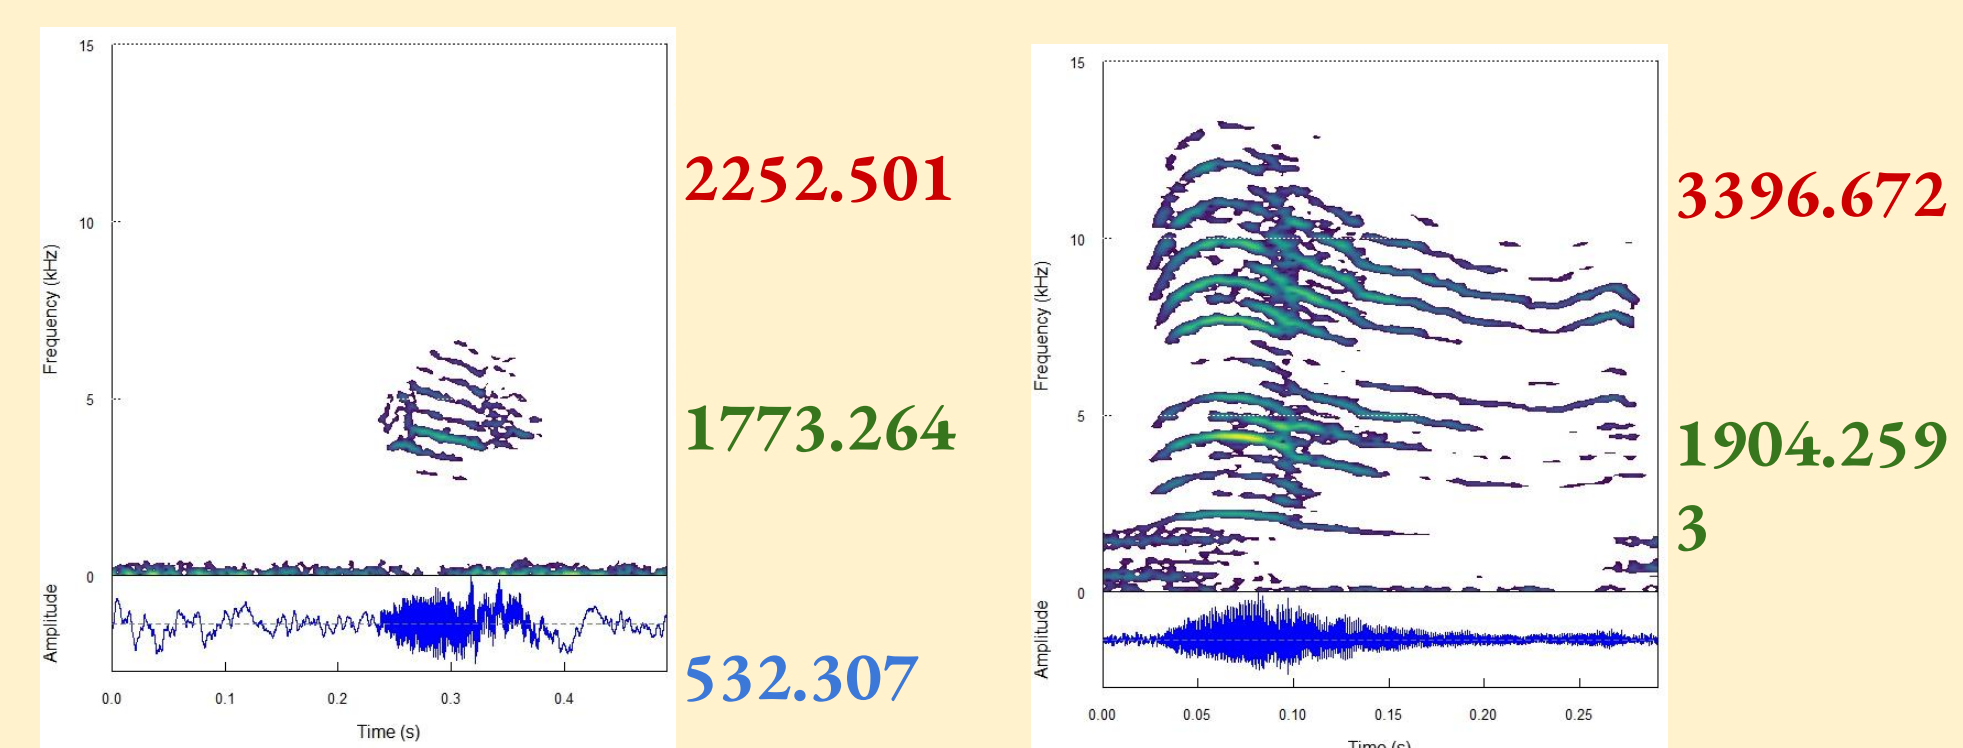 15
10
5
0
Frequency (kHz)
Amplitude
0.0 0.1 0.2 0.3 0.4
Time (s)
2252.501
1773.264
532.307
15
10
5
0
Frequency (kHz)
Amplitude
0.00 0.05 0.10 0.15 0.20 0.25
Time (s)
3396.672
1904.259
3